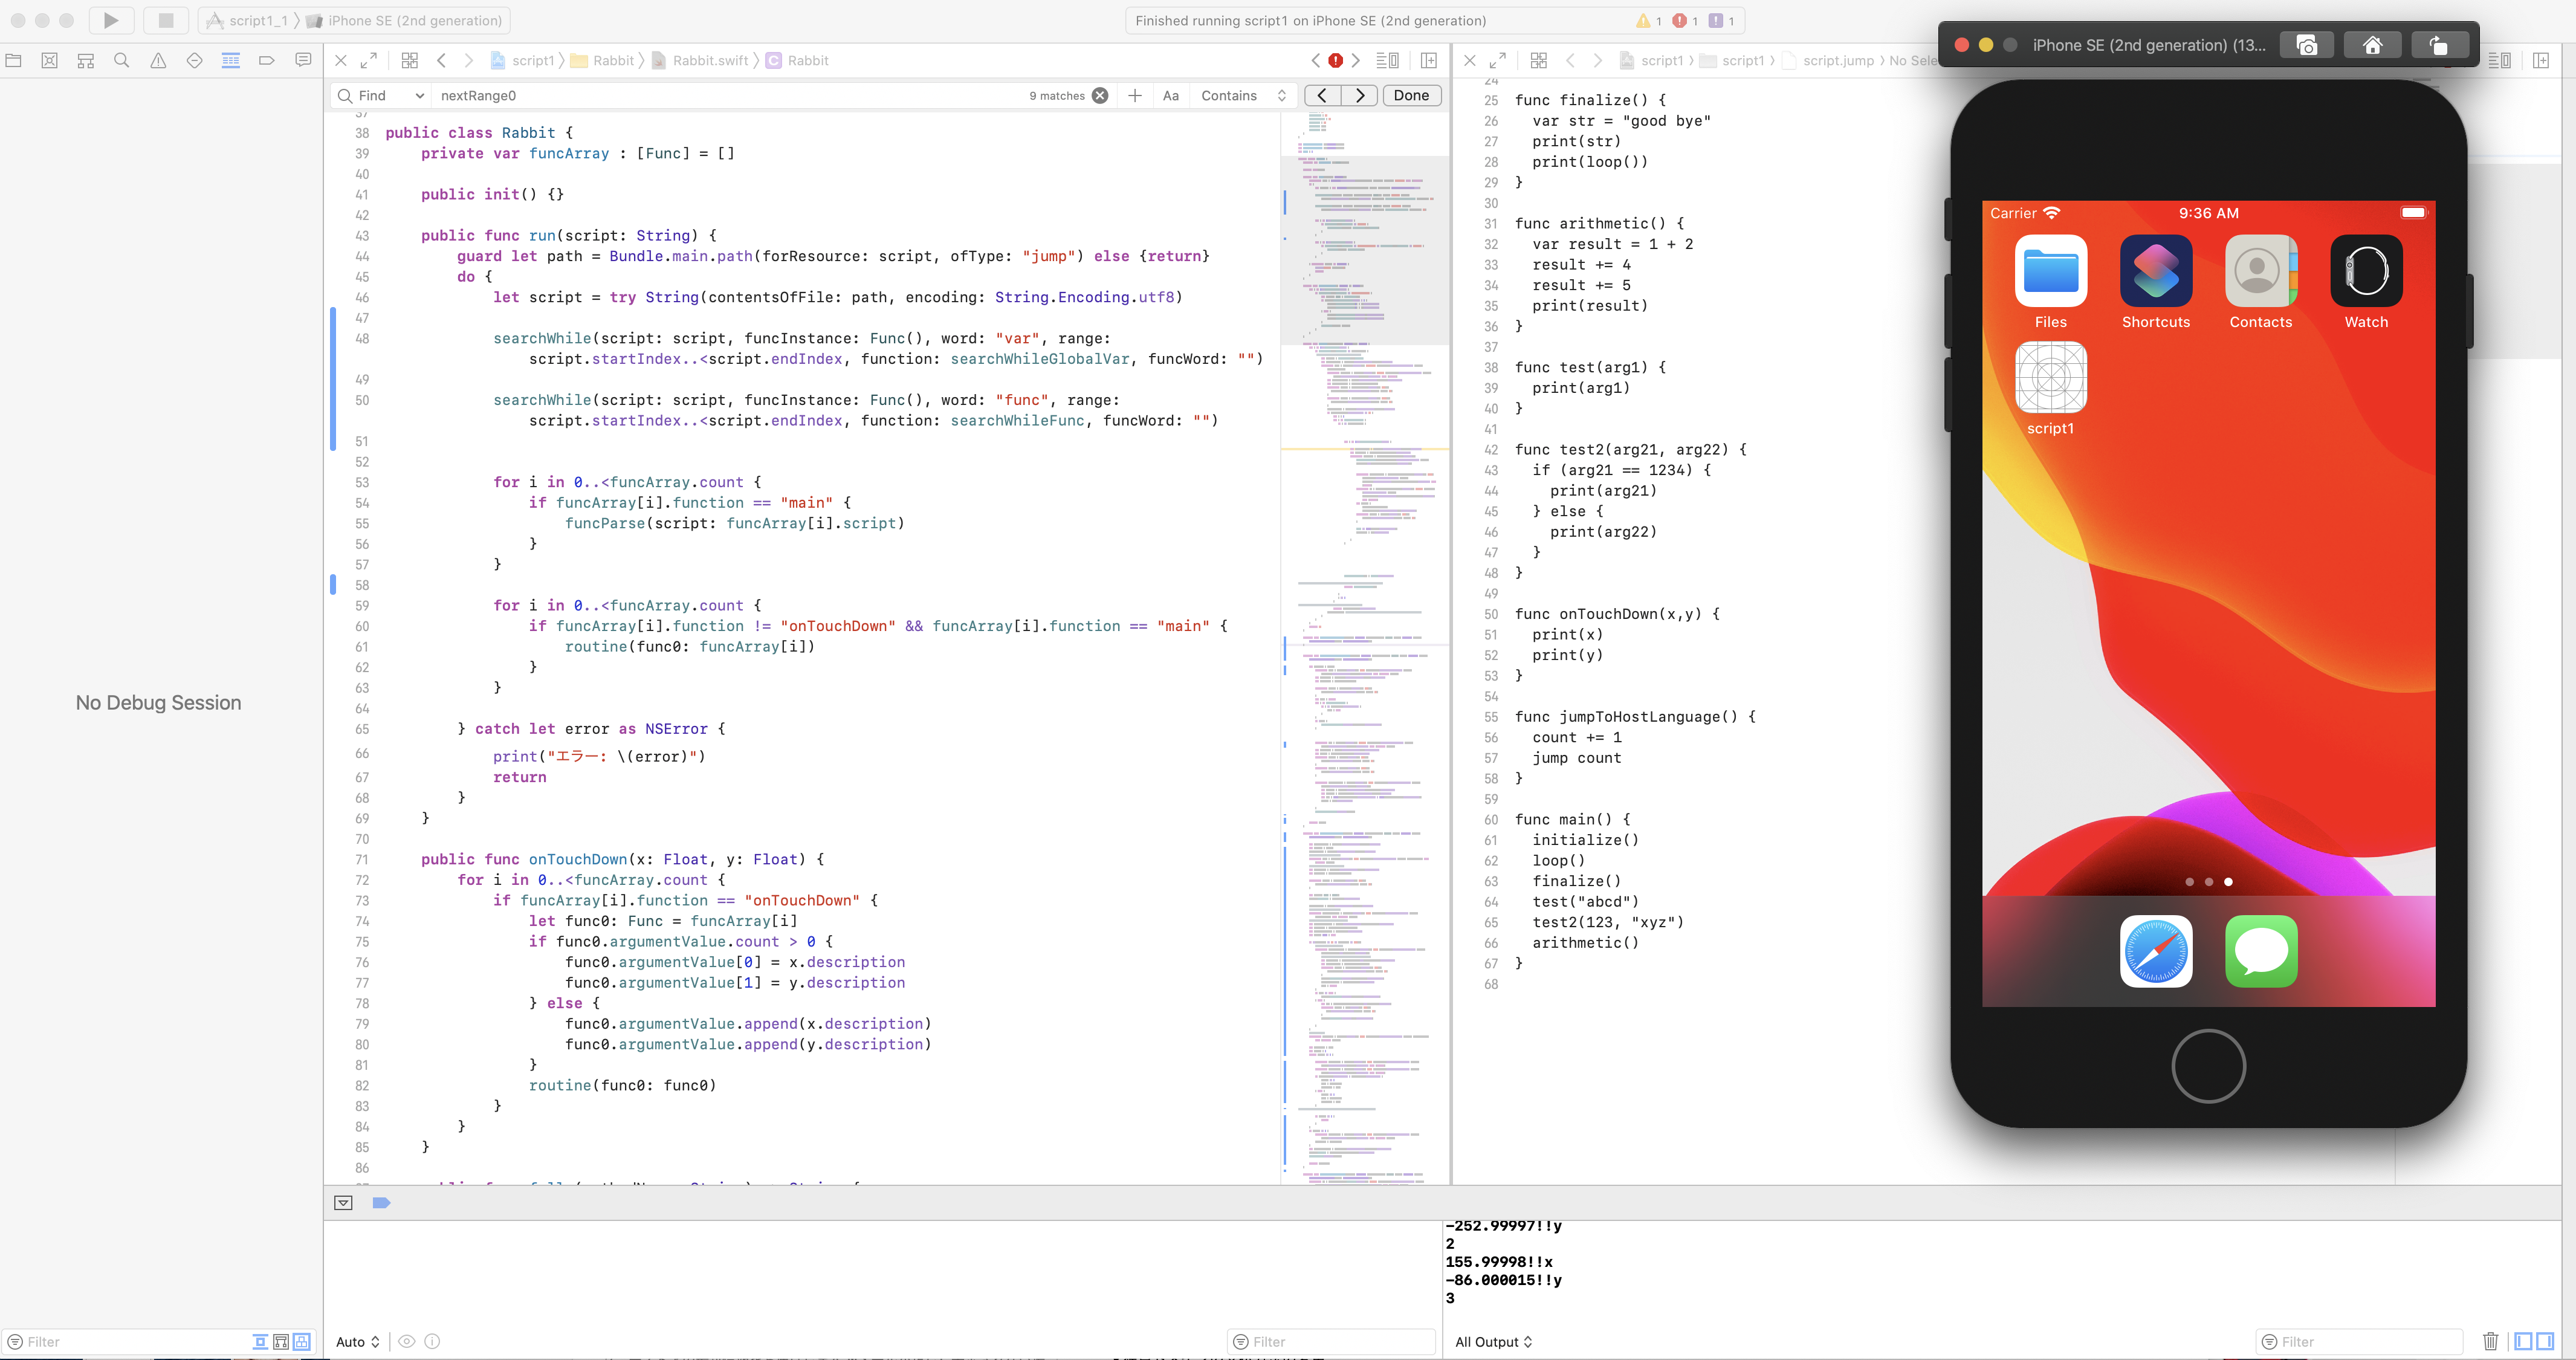 script1_1 〉 iPhone SE (2nd generation)
Finished running script1 on iPhone SE (2nd generation)
1 1 1
script1 〉 Rabbit 〉 Rabbit.swift 〉 C Rabbit
Find nextRange0 9 matches Aa Contains Done
38 public class Rabbit {
39 private var funcArray : [Func] = []
40
41 public init() {}
42
43 public func run(script: String) {
44 guard let path = Bundle.main.path(forResource: script, ofType: "jump") else {return}
45 do {
46 let script = try String(contentsOfFile: path, encoding: String.Encoding.utf8)
47
48 searchWhile(script: script, funcInstance: Func(), word: "var", range:
script.startIndex..<script.endIndex, function: searchWhileGlobalVar, funcWord: "")
49
50 searchWhile(script: script, funcInstance: Func(), word: "func", range:
script.startIndex..<script.endIndex, function: searchWhileFunc, funcWord: "")
51
52
53 for i in 0..<funcArray.count {
54 if funcArray[i].function == "main" {
55 funcParse(script: funcArray[i].script)
56 }
57 }
58
59 for i in 0..<funcArray.count {
60 if funcArray[i].function != "onTouchDown" && funcArray[i].function == "main" {
61 routine(func0: funcArray[i])
62 }
63 }
64
65 } catch let error as NSError {
66 print("エラー: \(error)")
67 return
68 }
69 }
70
71 public func onTouchDown(x: Float, y: Float) {
72 for i in 0..<funcArray.count {
73 if funcArray[i].function == "onTouchDown" {
74 let func0: Func = funcArray[i]
75 if func0.argumentValue.count > 0 {
76 func0.argumentValue[0] = x.description
77 func0.argumentValue[1] = y.description
78 } else {
79 func0.argumentValue.append(x.description)
80 func0.argumentValue.append(y.description)
81 }
82 routine(func0: func0)
83 }
84 }
85 }
86
script1 〉 script1 〉 script.jump 〉 No Sele
24
25 func finalize() {
26 var str = "good bye"
27 print(str)
28 print(loop())
29 }
30
31 func arithmetic() {
32 var result = 1 + 2
33 result += 4
34 result += 5
35 print(result)
36 }
37
38 func test(arg1) {
39 print(arg1)
40 }
41
42 func test2(arg21, arg22) {
43 if (arg21 == 1234) {
44 print(arg21)
45 } else {
46 print(arg22)
47 }
48 }
49
50 func onTouchDown(x,y) {
51 print(x)
52 print(y)
53 }
54
55 func jumpToHostLanguage() {
56 count += 1
57 jump count
58 }
59
60 func main() {
61 initialize()
62 loop()
63 finalize()
64 test("abcd")
65 test2(123, "xyz")
66 arithmetic()
67 }
68
iPhone SE (2nd generation) (13...
Carrier 9:36 AM
Files Shortcuts Contacts Watch
script1
No Debug Session
-252.99997!!y
2
155.99998!!x
-86.000015!!y
3
Filter
Auto
Filter
All Output
Filter